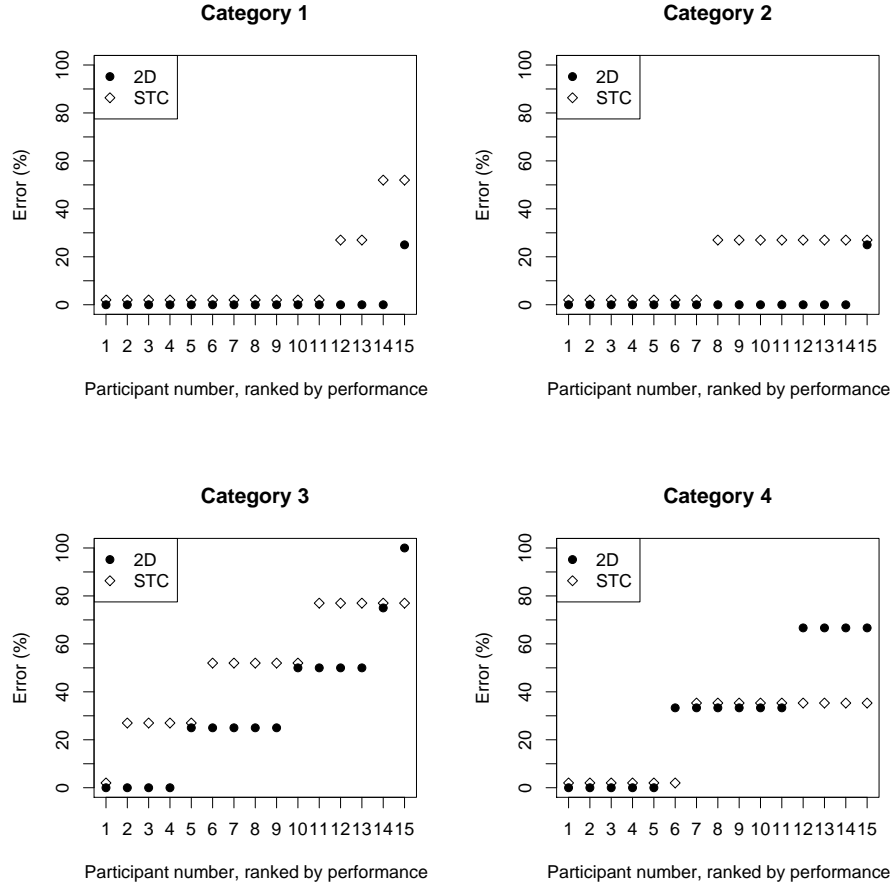 Category 1
100
80
60
40
20
0
Error (%)
2D
STC
1 2 3 4 5 6 7 8 9 10 11 12 13 14 15
Participant number, ranked by performance
Category 2
100
80
60
40
20
0
Error (%)
2D
STC
1 2 3 4 5 6 7 8 9 10 11 12 13 14 15
Participant number, ranked by performance
Category 3
100
80
60
40
20
0
Error (%)
2D
STC
1 2 3 4 5 6 7 8 9 10 11 12 13 14 15
Participant number, ranked by performance
Category 4
100
80
60
40
20
0
Error (%)
2D
STC
1 2 3 4 5 6 7 8 9 10 11 12 13 14 15
Participant number, ranked by performance